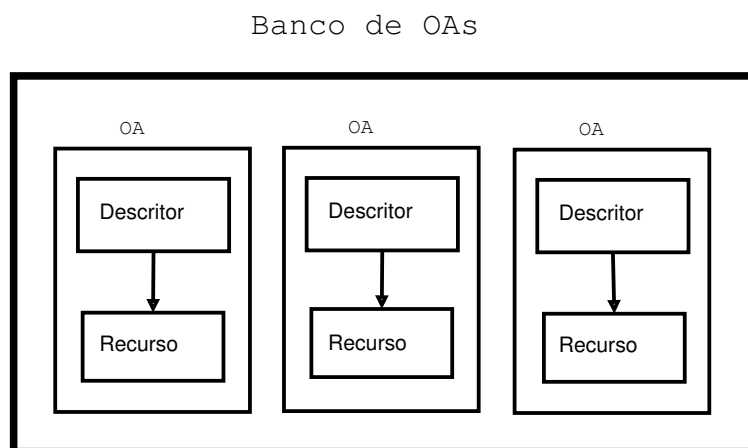 Banco de OAs
OA
OA
OA
Descritor
Descritor
Descritor
Recurso
Recurso
Recurso